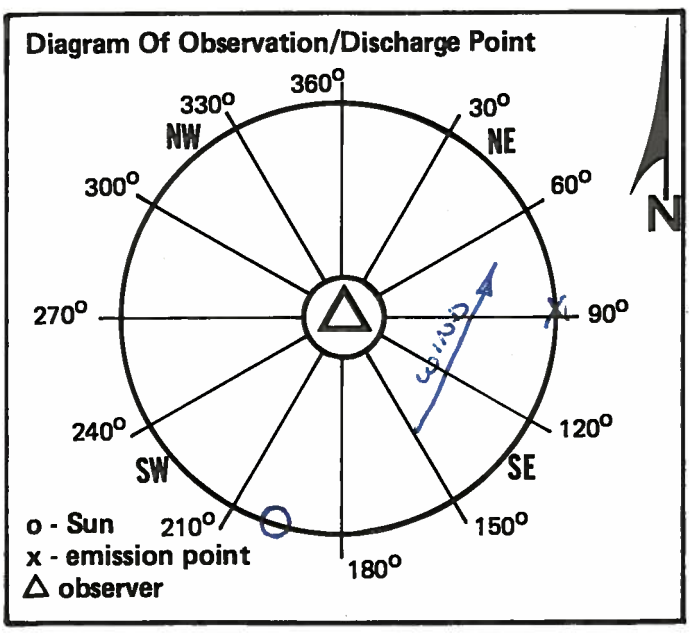 Diagram Of Observation/Discharge Point
360°
330°
30°
NW
NE
300°
60°
N
270°
90°
WIND
240°
120°
SW
SE
o - Sun
210°
150°
x - emission point
180°
△ observer